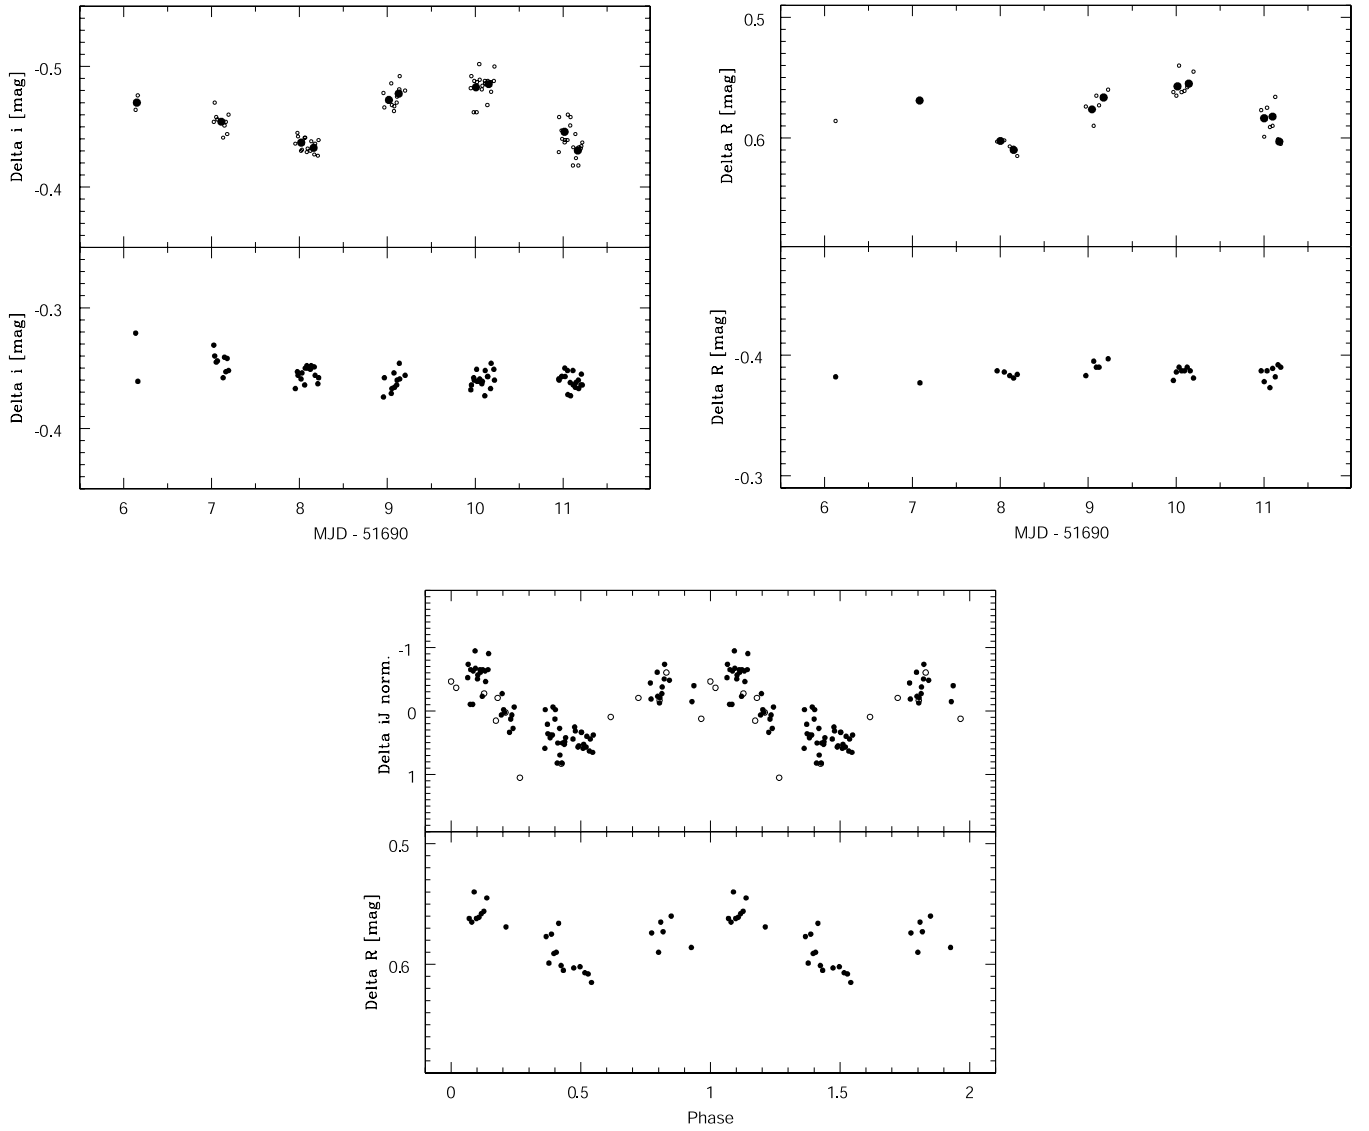 -0.5
-0.4
Delta i [mag]
-0.3
-0.4
Delta i [mag]
6 7 8 9 10 11
MJD - 51690
0.5
0.6
Delta R [mag]
-0.4
-0.3
Delta R [mag]
6 7 8 9 10 11
MJD - 51690
-1
0
1
Delta iJ norm.
0.5
0.6
Delta R [mag]
0 0.5 1 1.5 2
Phase